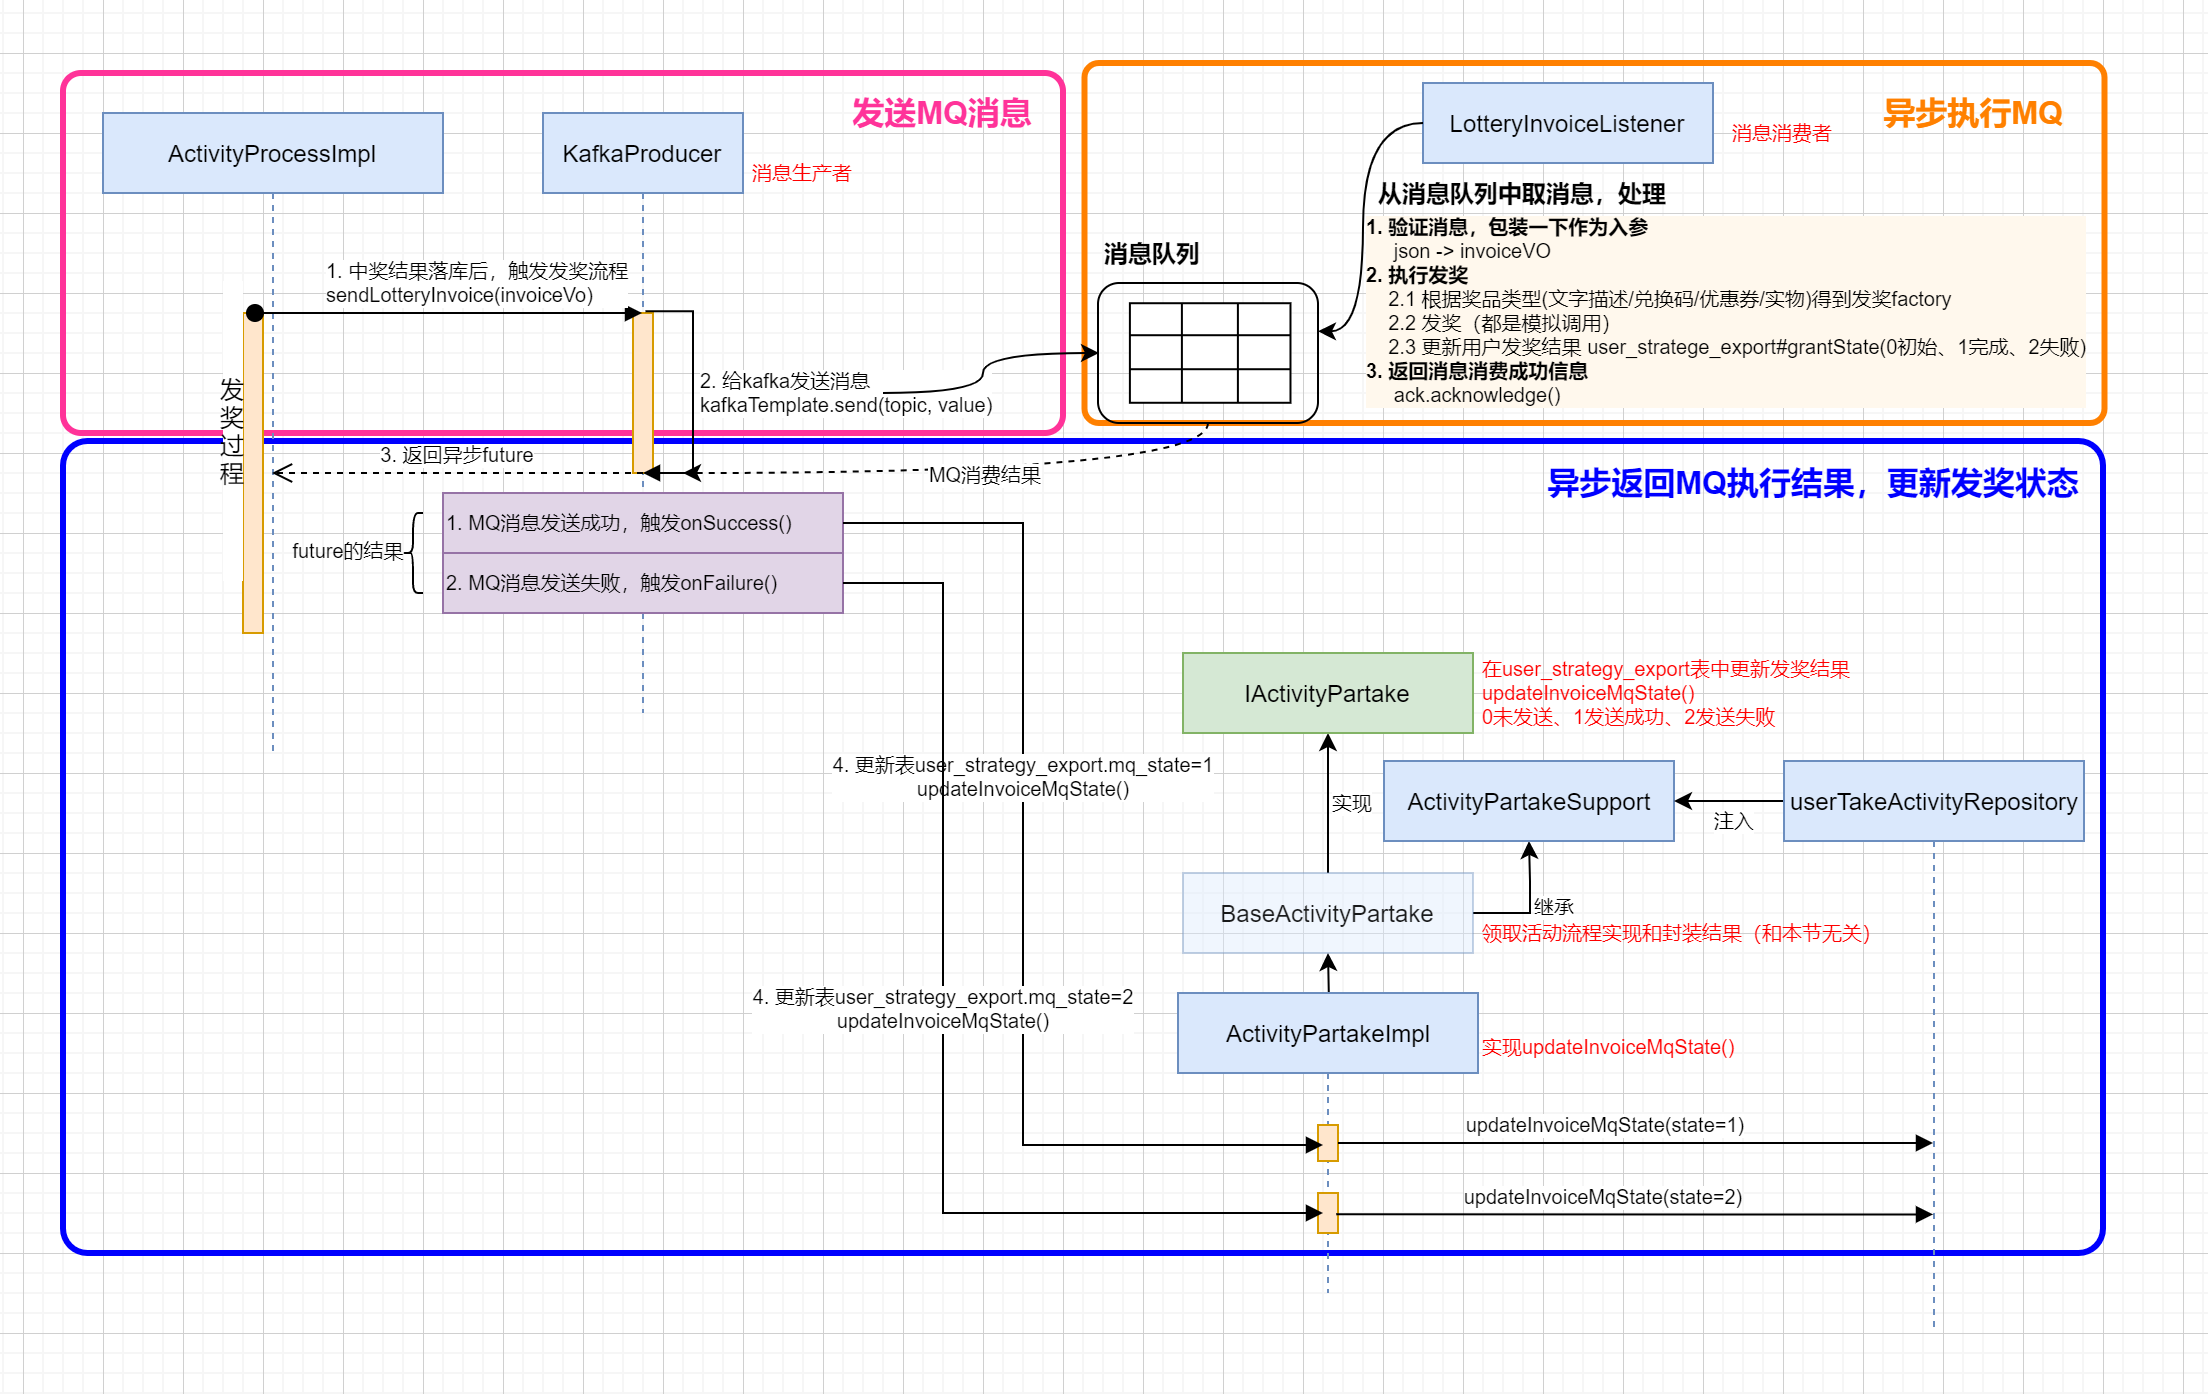 发送MQ消息
ActivityProcessImpl
KafkaProducer
消息生产者
1. 中奖结果落库后，触发发奖流程
sendLotteryInvoice(invoiceVo)
发奖过程
2. 给kafka发送消息
kafkaTemplate.send(topic, value)
3. 返回异步future
异步执行MQ
LotteryInvoiceListener
消息消费者
从消息队列中取消息，处理
消息队列
1. 验证消息，包装一下作为入参
json -> invoiceVO
2. 执行发奖
2.1 根据奖品类型(文字描述/兑换码/优惠券/实物)得到发奖factory
2.2 发奖（都是模拟调用）
2.3 更新用户发奖结果 user_stratege_export#grantState(0初始、1完成、2失败)
3. 返回消息消费成功信息
ack.acknowledge()
MQ消费结果
异步返回MQ执行结果，更新发奖状态
future的结果
1. MQ消息发送成功，触发onSuccess()
2. MQ消息发送失败，触发onFailure()
IActivityPartake
在user_strategy_export表中更新发奖结果
updateInvoiceMqState()
0未发送、1发送成功、2发送失败
4. 更新表user_strategy_export.mq_state=1
updateInvoiceMqState()
实现
ActivityPartakeSupport
注入
userTakeActivityRepository
BaseActivityPartake
继承
领取活动流程实现和封装结果（和本节无关）
4. 更新表user_strategy_export.mq_state=2
updateInvoiceMqState()
ActivityPartakeImpl
实现updateInvoiceMqState()
updateInvoiceMqState(state=1)
updateInvoiceMqState(state=2)